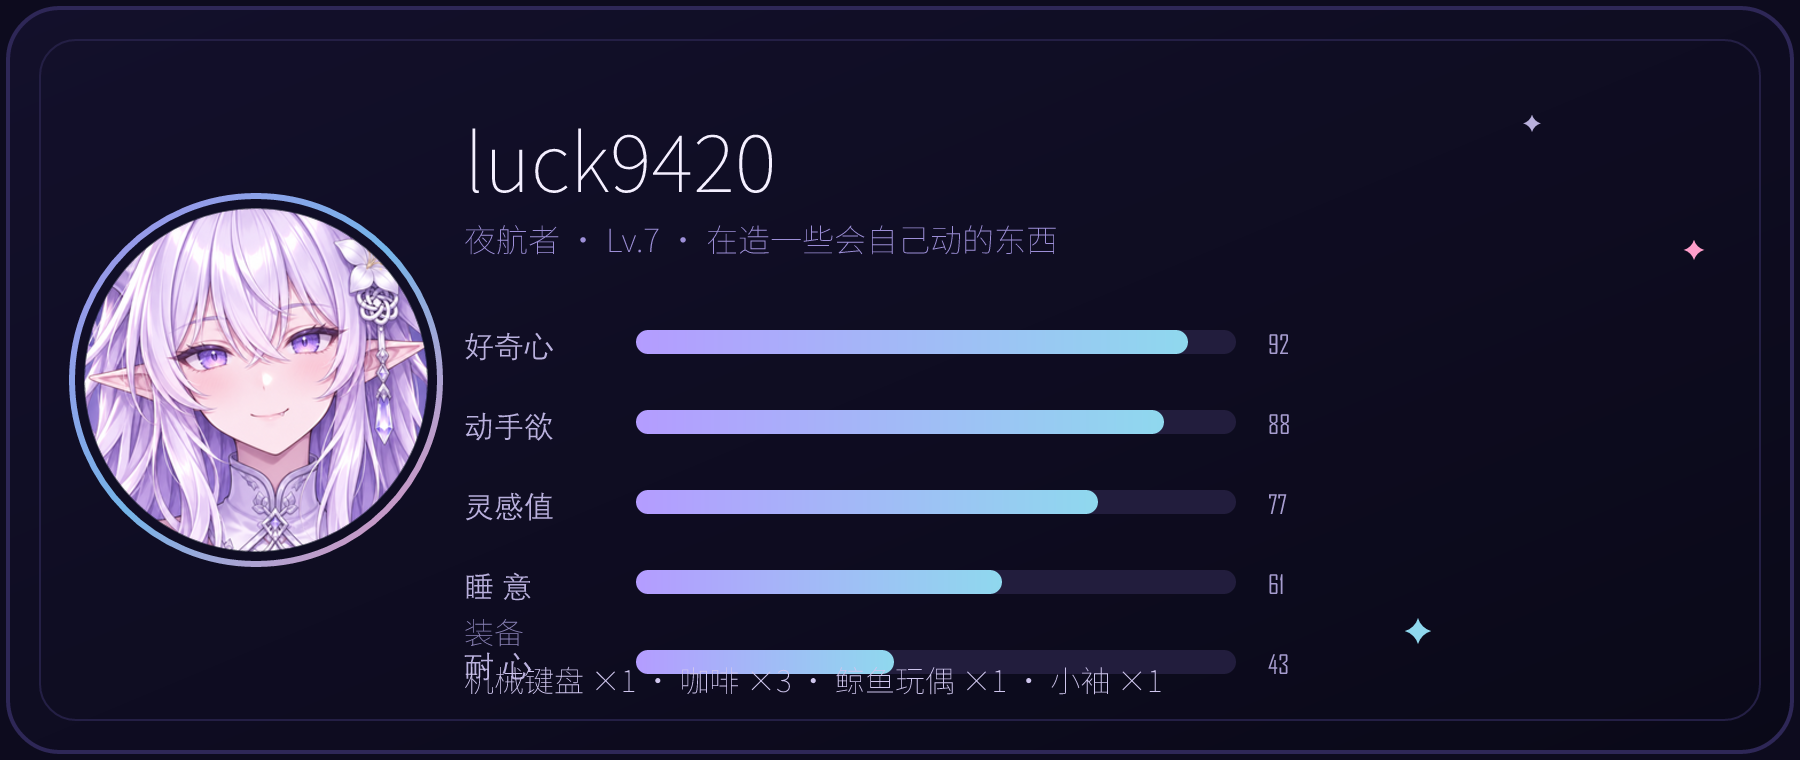 luck9420
夜航者 · Lv.7 · 在造一些会自己动的东西
好奇心 92
动手欲 88
灵感值 77
睡 意 61
装备
耐 心 43
机械键盘 ×1 · 咖啡 ×3 · 鲸鱼玩偶 ×1 · 小袖 ×1